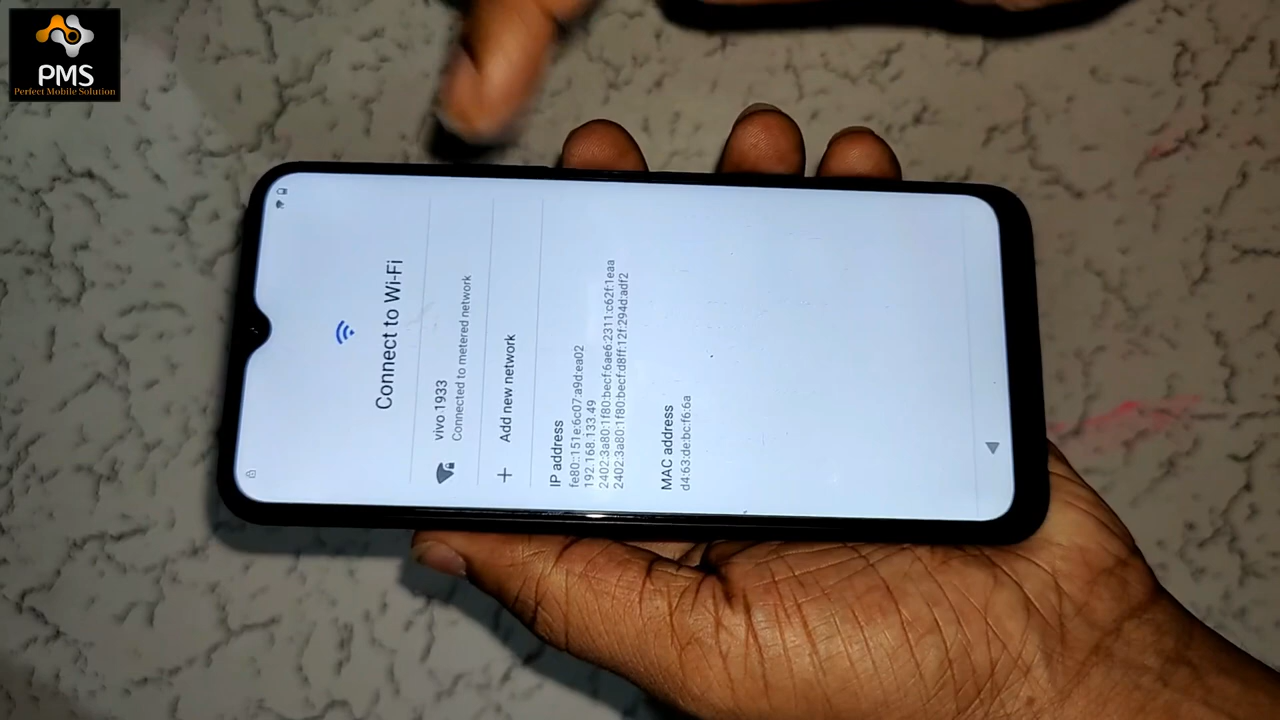 PMS
Perfect Mobile Solution
Connect to Wi-Fi
vivo 1933
Connected to metered network
Add new network
IP address
fe80::151e:6c07:a9d:ea02
192.168.133.49
2402:3a80:1f80:becf:6ae6:2311:c62f:1eaa
2402:3a80:1f80:becf:d8ff:12f:294d:adf2
MAC address
d4:63:de:bc:f6:6a